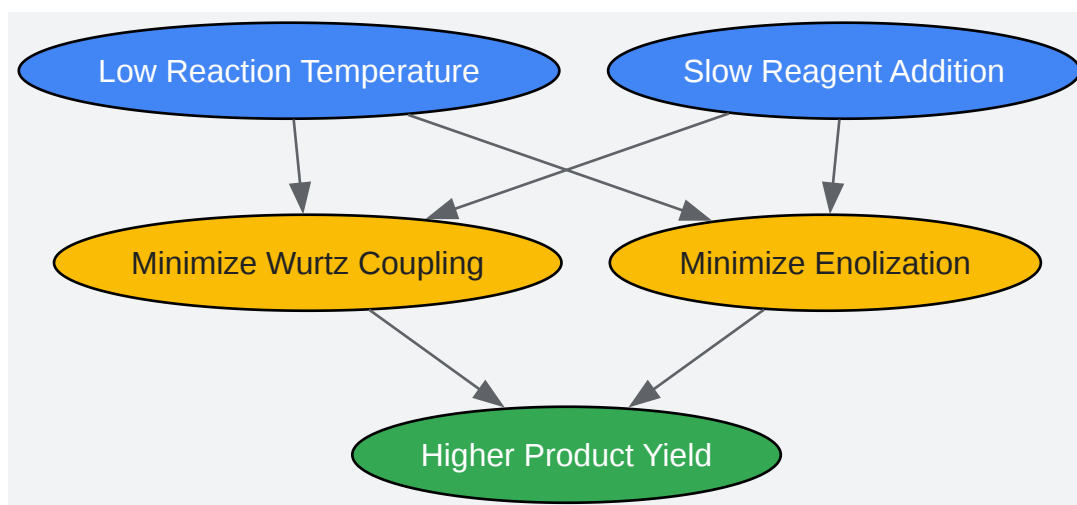 Low Reaction Temperature
Slow Reagent Addition
Minimize Wurtz Coupling
Minimize Enolization
Higher Product Yield